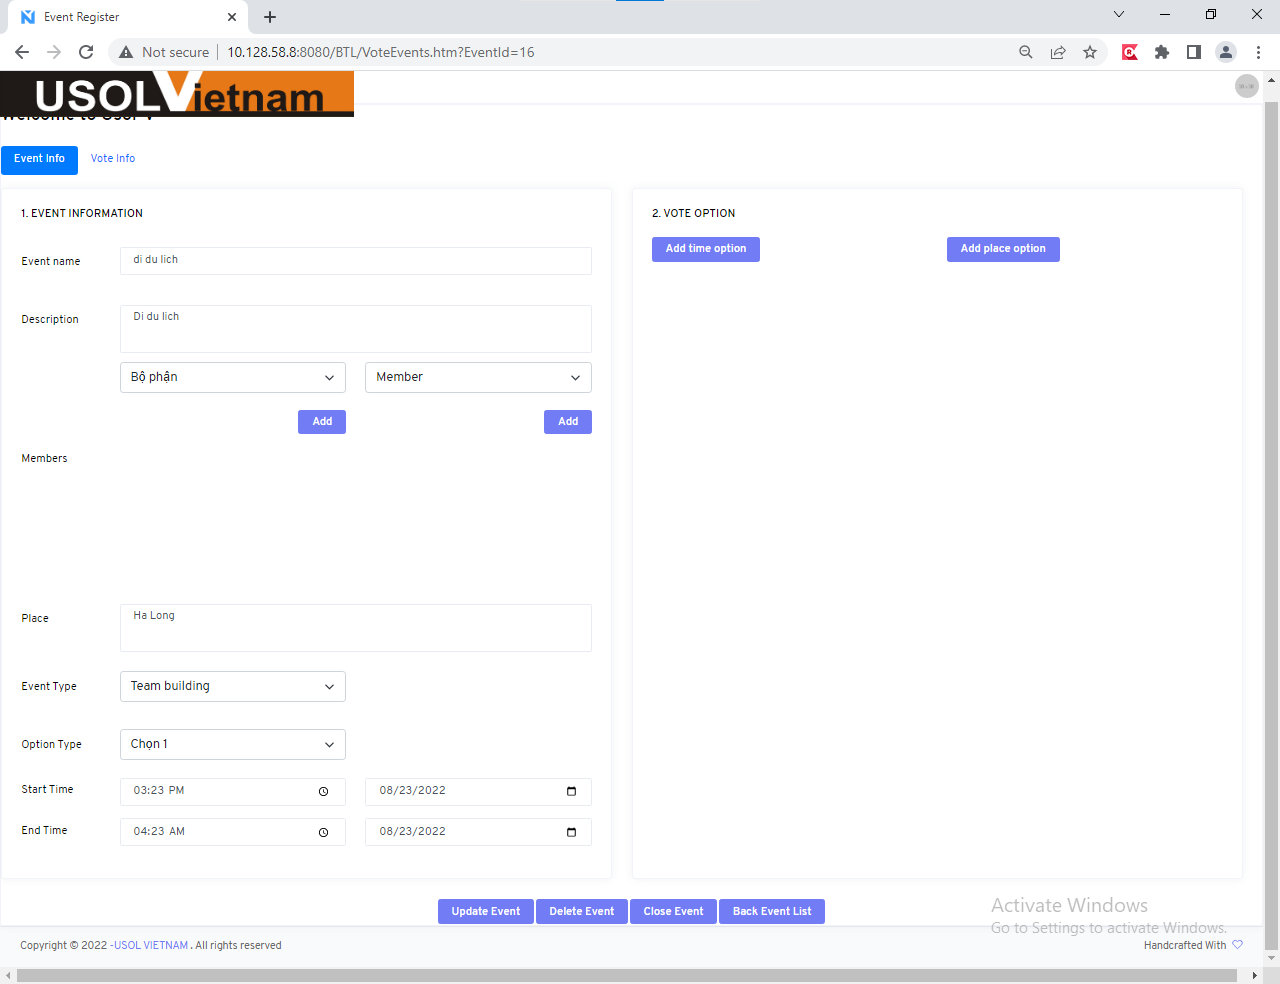 Event Register
Not secure
10.128.58.8:8080/BTL/VoteEvents.htm?EventId=16
USOLVietnam
Welcome to Usol V
Event Info
Vote Info
1. EVENT INFORMATION
Event name
di du lich
Description
Di du lich
Bộ phận
Member
Add
Add
Members
Place
Ha Long
Event Type
Team building
Option Type
Chọn 1
Start Time
03:23 PM
08/23/2022
End Time
04:23 AM
08/23/2022
2. VOTE OPTION
Add time option
Add place option
Update Event
Delete Event
Close Event
Back Event List
Activate Windows
Go to Settings to activate Windows.
Copyright © 2022 -USOL VIETNAM . All rights reserved
Handcrafted With